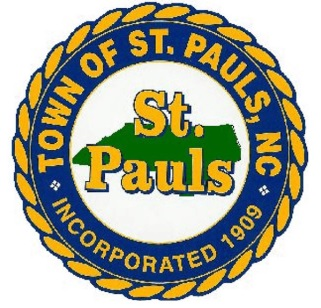 TOWN OF ST. PAULS, NC
St.
Pauls
INCORPORATED 1909